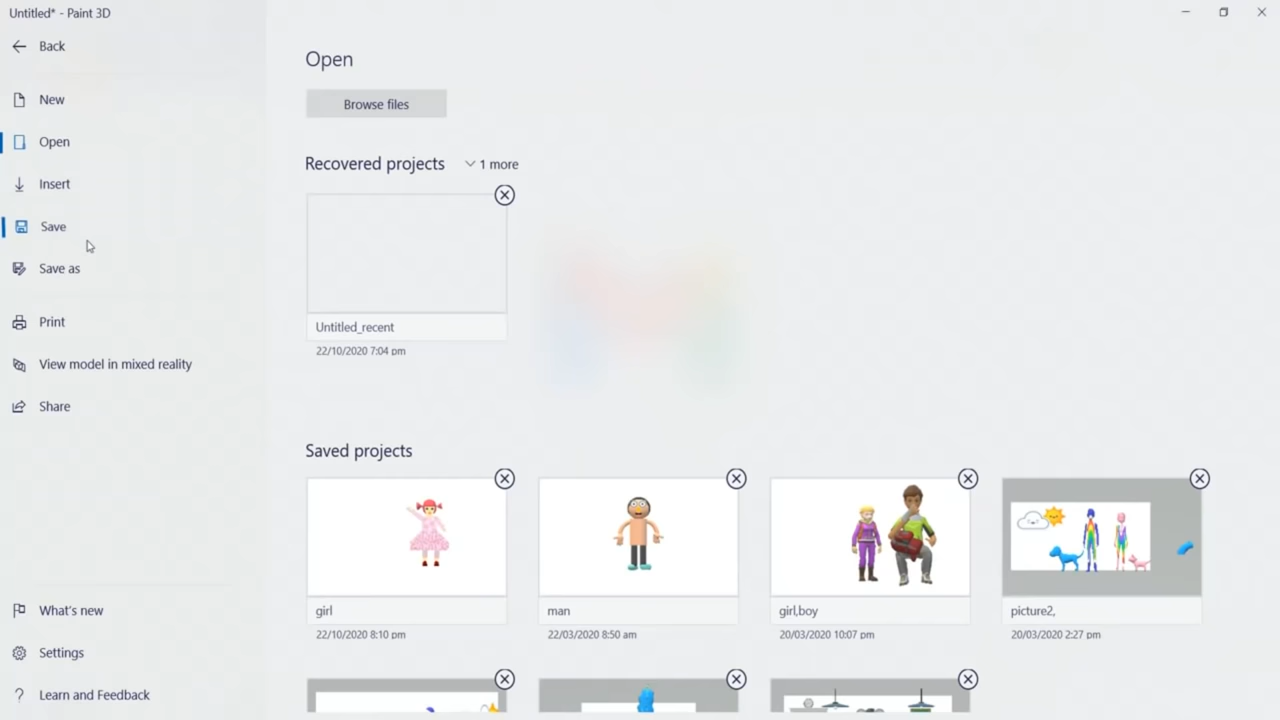 Untitled* - Paint 3D
Back
New
Open
Insert
Save
Save as
Print
View model in mixed reality
Share
What's new
Settings
Learn and Feedback
Open
Browse files
Recovered projects 1 more
Untitled_recent
22/10/2020 7:04 pm
Saved projects
girl
22/10/2020 8:10 pm
man
22/03/2020 8:50 am
girl,boy
20/03/2020 10:07 pm
picture2,
20/03/2020 2:27 pm